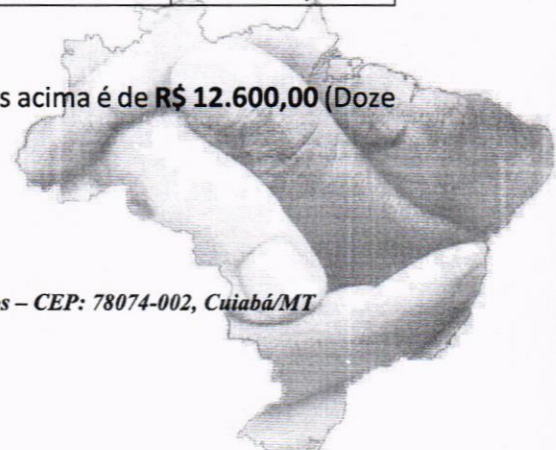 s acima é de R$ 12.600,00 (Doze
s – CEP: 78074-002, Cuiabá/MT